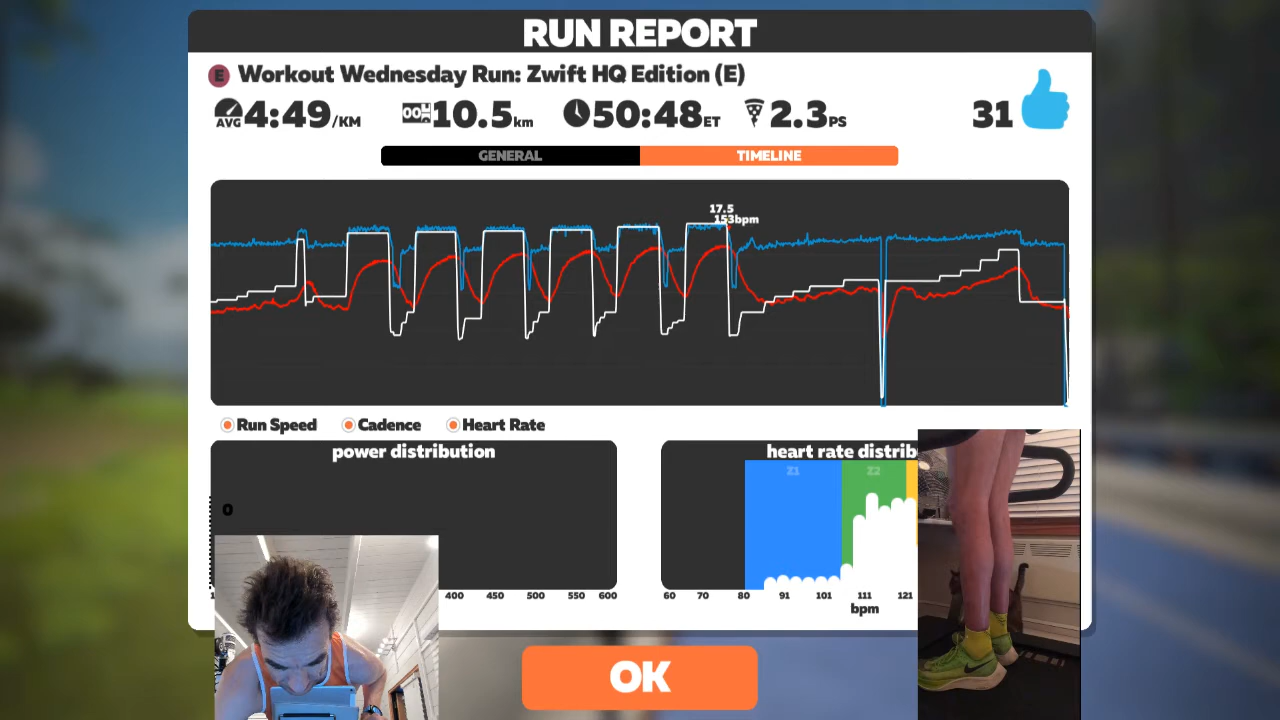 RUN REPORT
E Workout Wednesday Run: Zwift HQ Edition (E)
AVG 4:49/KM 10.5km 50:48ET 2.3PS 31
GENERAL TIMELINE
17.5
153bpm
Run Speed Cadence Heart Rate
power distribution
heart rate distrib
Z1 Z2
0
400 450 500 550 600
60 70 80 91 101 111 121
bpm
OK